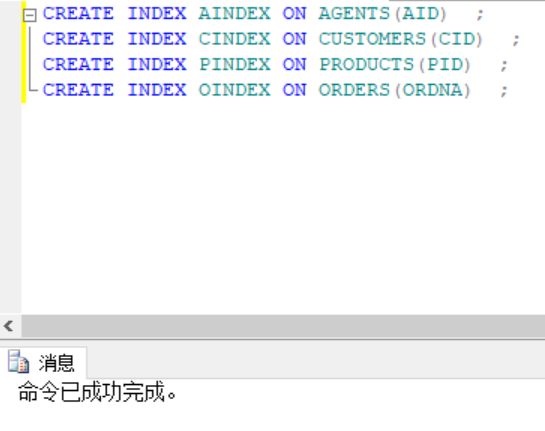 CREATE INDEX AINDEX ON AGENTS(AID) ;
CREATE INDEX CINDEX ON CUSTOMERS(CID) ;
CREATE INDEX PINDEX ON PRODUCTS(PID) ;
CREATE INDEX OINDEX ON ORDERS(ORDNA) ;
消息
命令已成功完成。